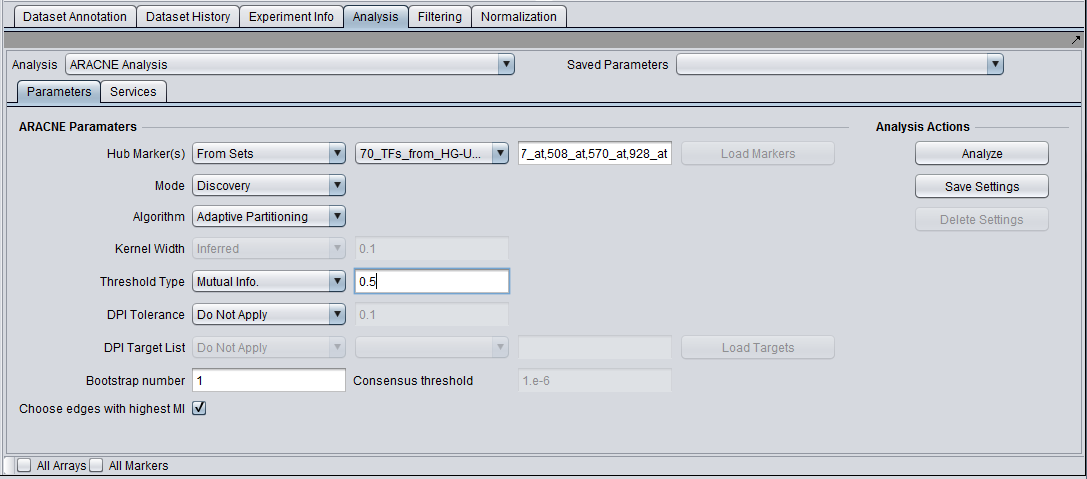 Dataset Annotation Dataset History Experiment Info Analysis Filtering Normalization
Analysis ARACNE Analysis Saved Parameters
Parameters Services
ARACNE Paramaters Analysis Actions
Hub Marker(s) From Sets 70_TFs_from_HG-U... 7_at,508_at,570_at,928_at Load Markers Analyze
Mode Discovery Save Settings
Algorithm Adaptive Partitioning Delete Settings
Kernel Width Inferred 0.1
Threshold Type Mutual Info. 0.5
DPI Tolerance Do Not Apply 0.1
DPI Target List Do Not Apply Load Targets
Bootstrap number 1 Consensus threshold 1.e-6
Choose edges with highest MI
All Arrays All Markers